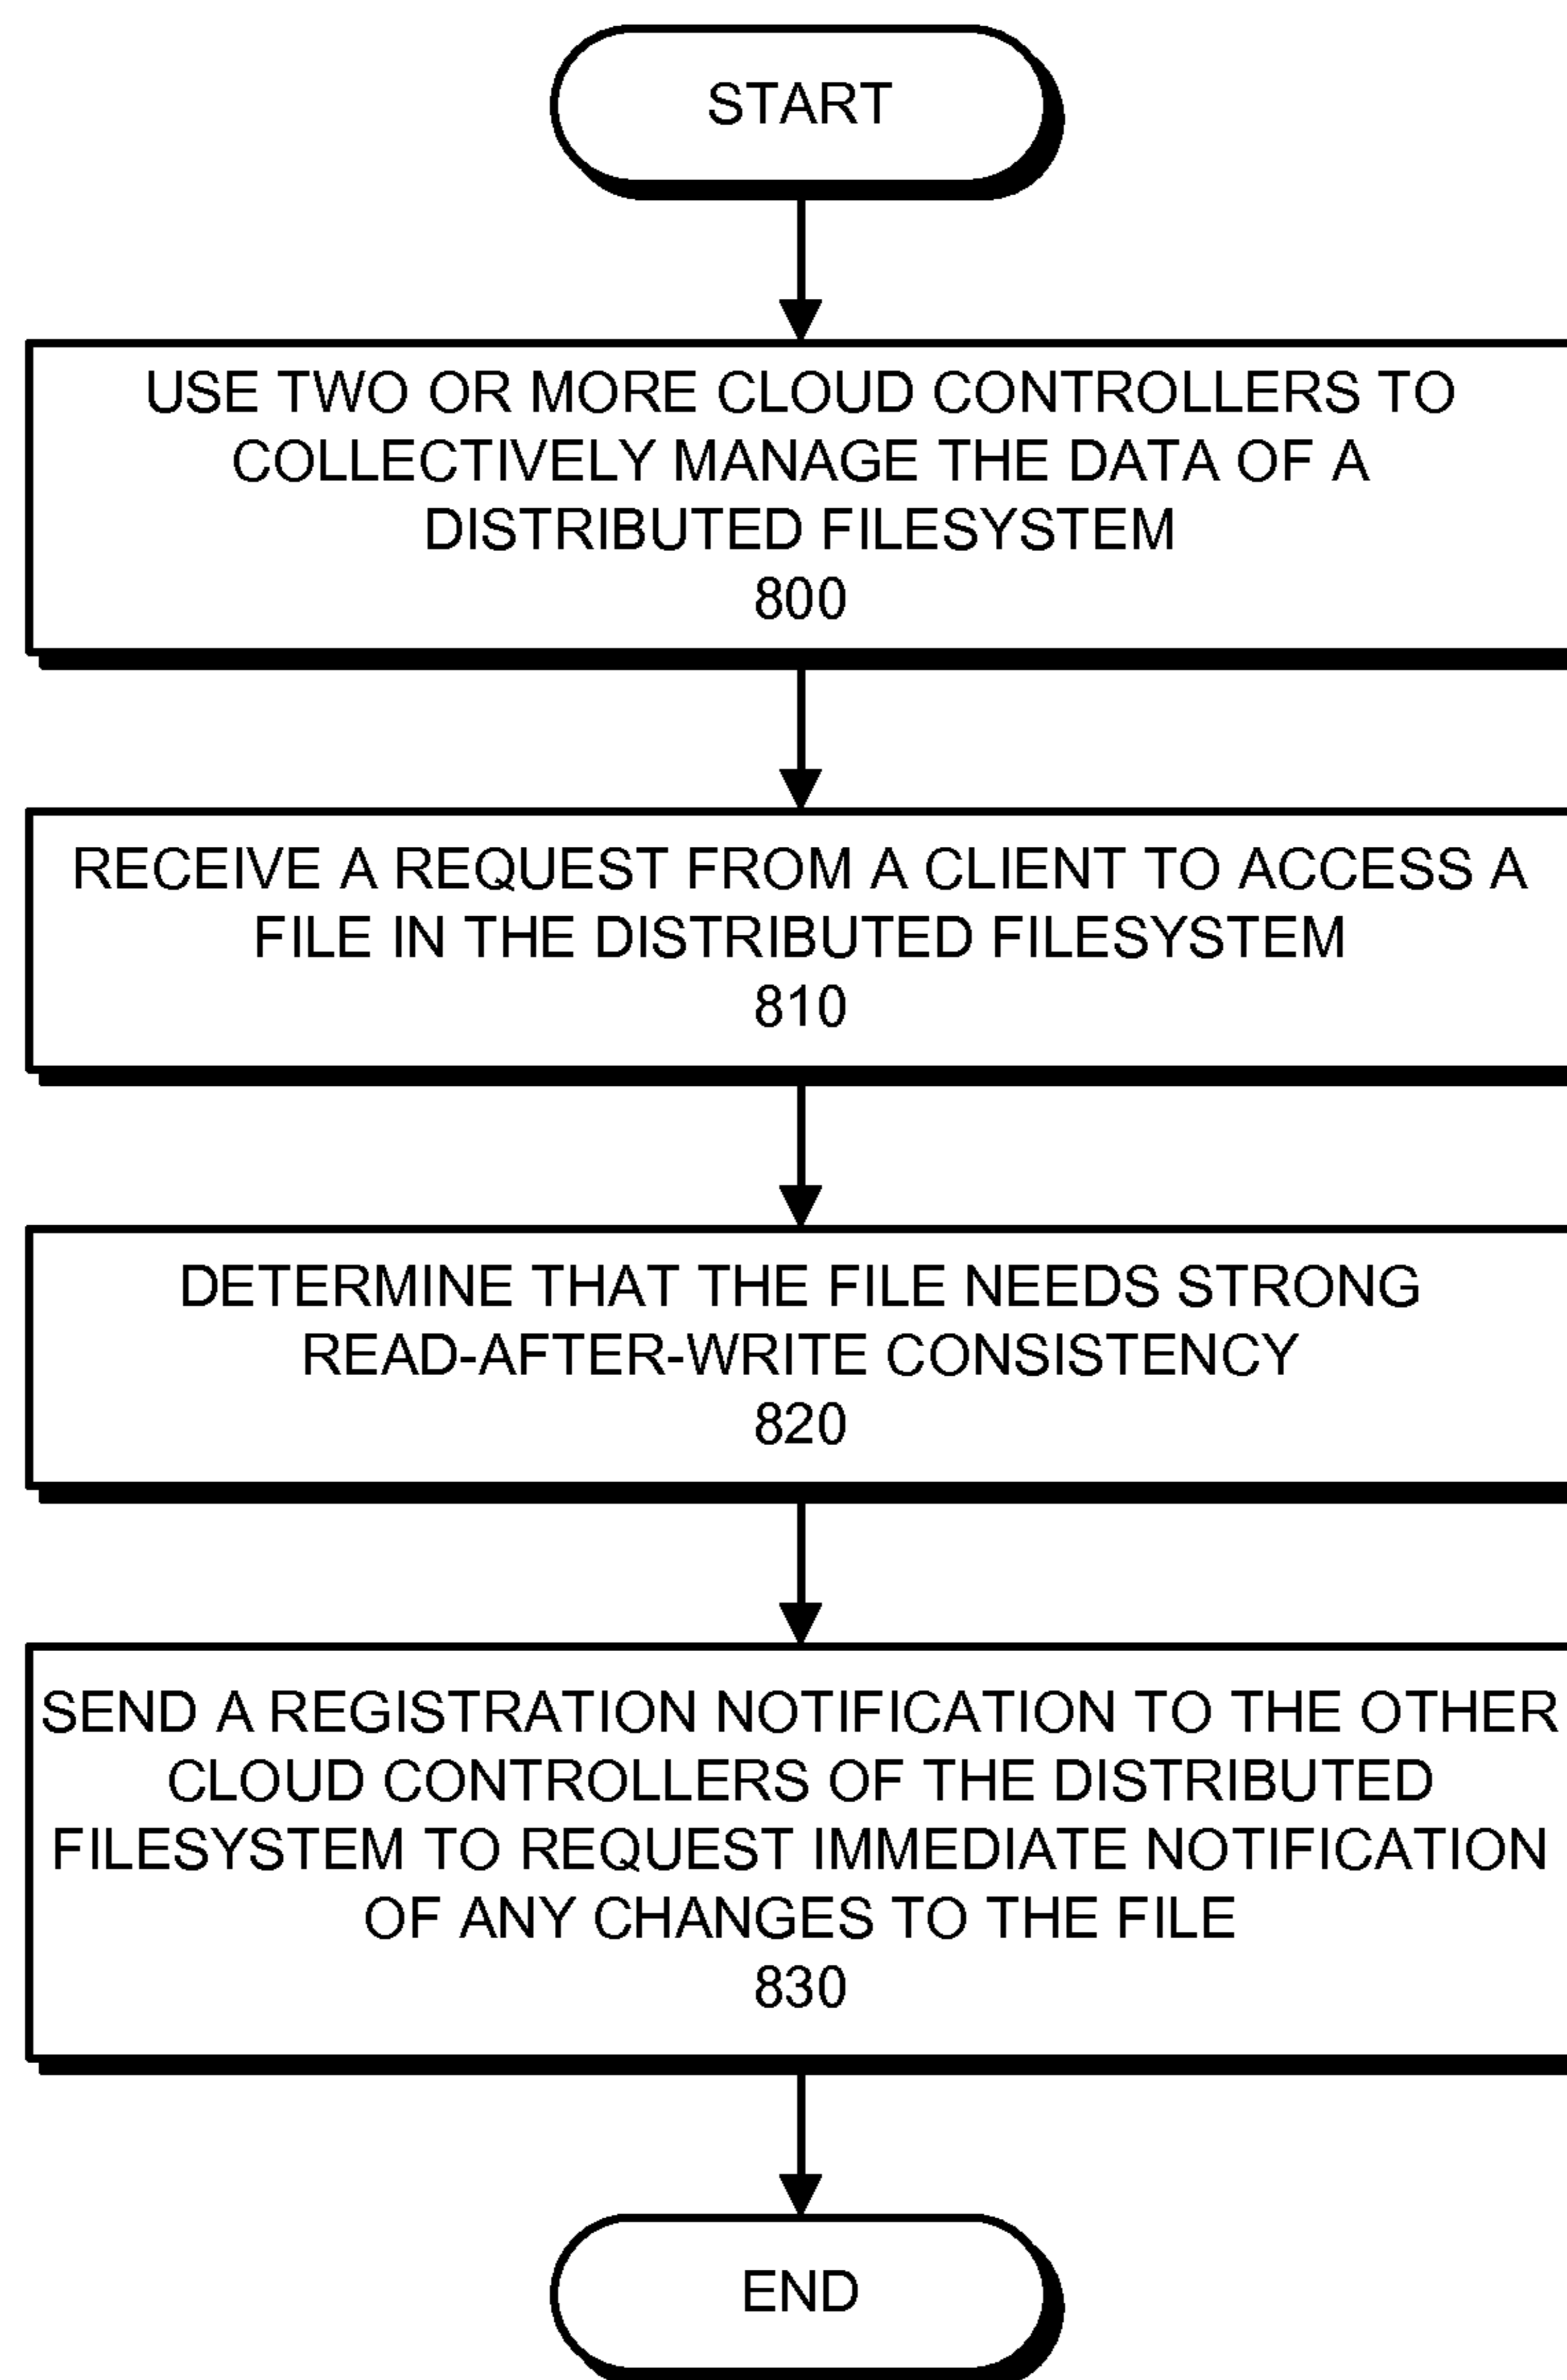 START
USE TWO OR MORE CLOUD CONTROLLERS TO
COLLECTIVELY MANAGE THE DATA OF A
DISTRIBUTED FILESYSTEM
800
RECEIVE A REQUEST FROM A CLIENT TO ACCESS A
FILE IN THE DISTRIBUTED FILESYSTEM
810
DETERMINE THAT THE FILE NEEDS STRONG
READ-AFTER-WRITE CONSISTENCY
820
SEND A REGISTRATION NOTIFICATION TO THE OTHER
CLOUD CONTROLLERS OF THE DISTRIBUTED
FILESYSTEM TO REQUEST IMMEDIATE NOTIFICATION
OF ANY CHANGES TO THE FILE
830
END